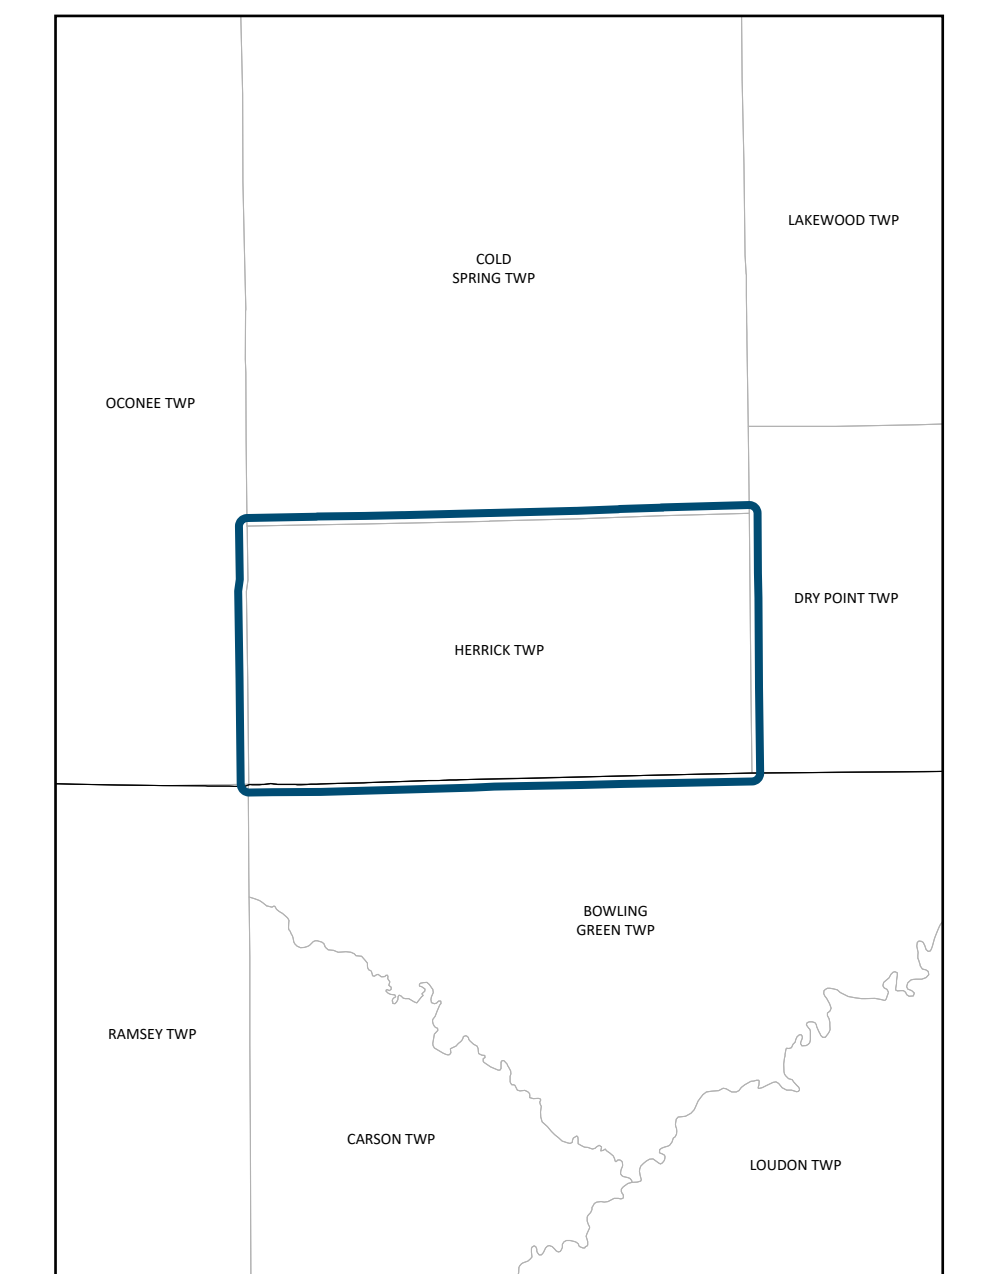 LAKEWOOD TWP
COLD
SPRING TWP
OCONEE TWP
DRY POINT TWP
HERRICK TWP
BOWLING
GREEN TWP
RAMSEY TWP
CARSON TWP
LOUDON TWP